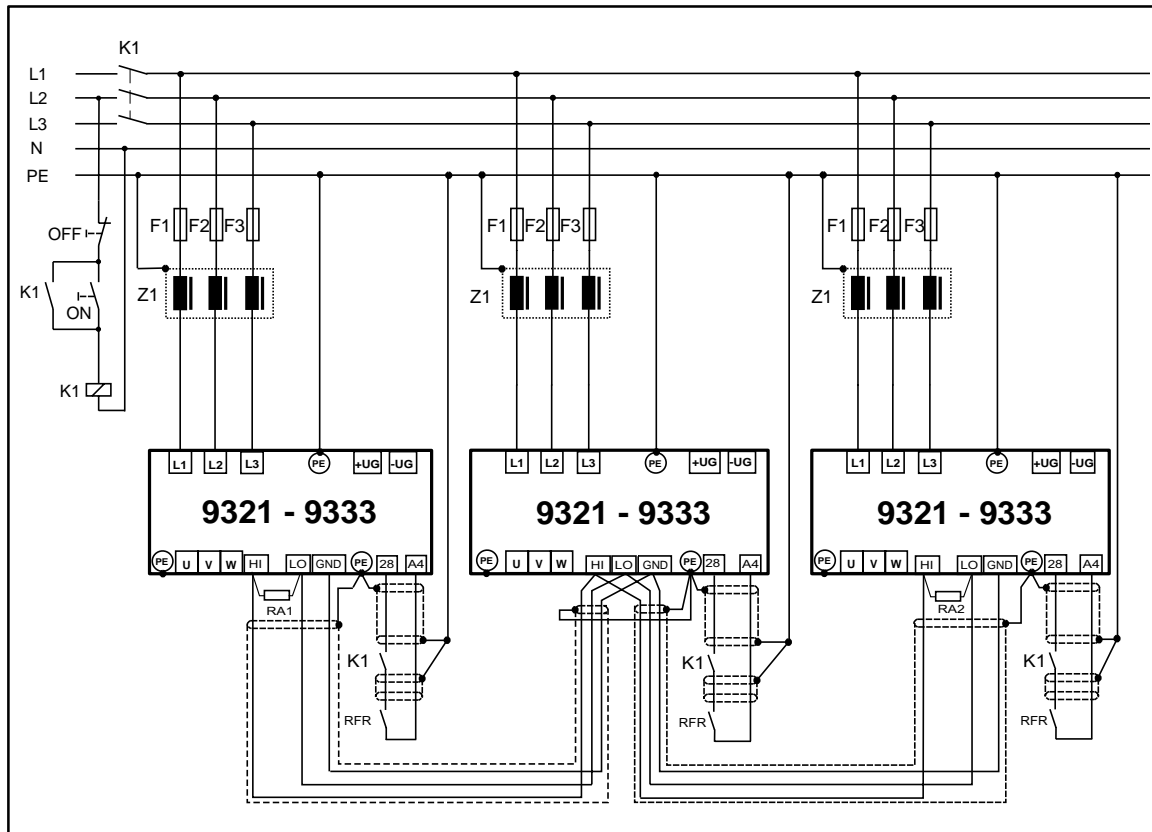 K1
L1
L2
L3
N
PE
F1 F2 F3 F1 F2 F3 F1 F2 F3
OFF
K1 ON Z1 Z1 Z1
K1
L1 L2 L3 PE +UG -UG L1 L2 L3 PE +UG -UG L1 L2 L3 PE +UG -UG
9321 - 9333 9321 - 9333 9321 - 9333
PE U V W HI LO GND PE 28 A4 PE U V W HI LO GND PE 28 A4 PE U V W HI LO GND PE 28 A4
RA1 RA2
K1 K1 K1
RFR RFR RFR